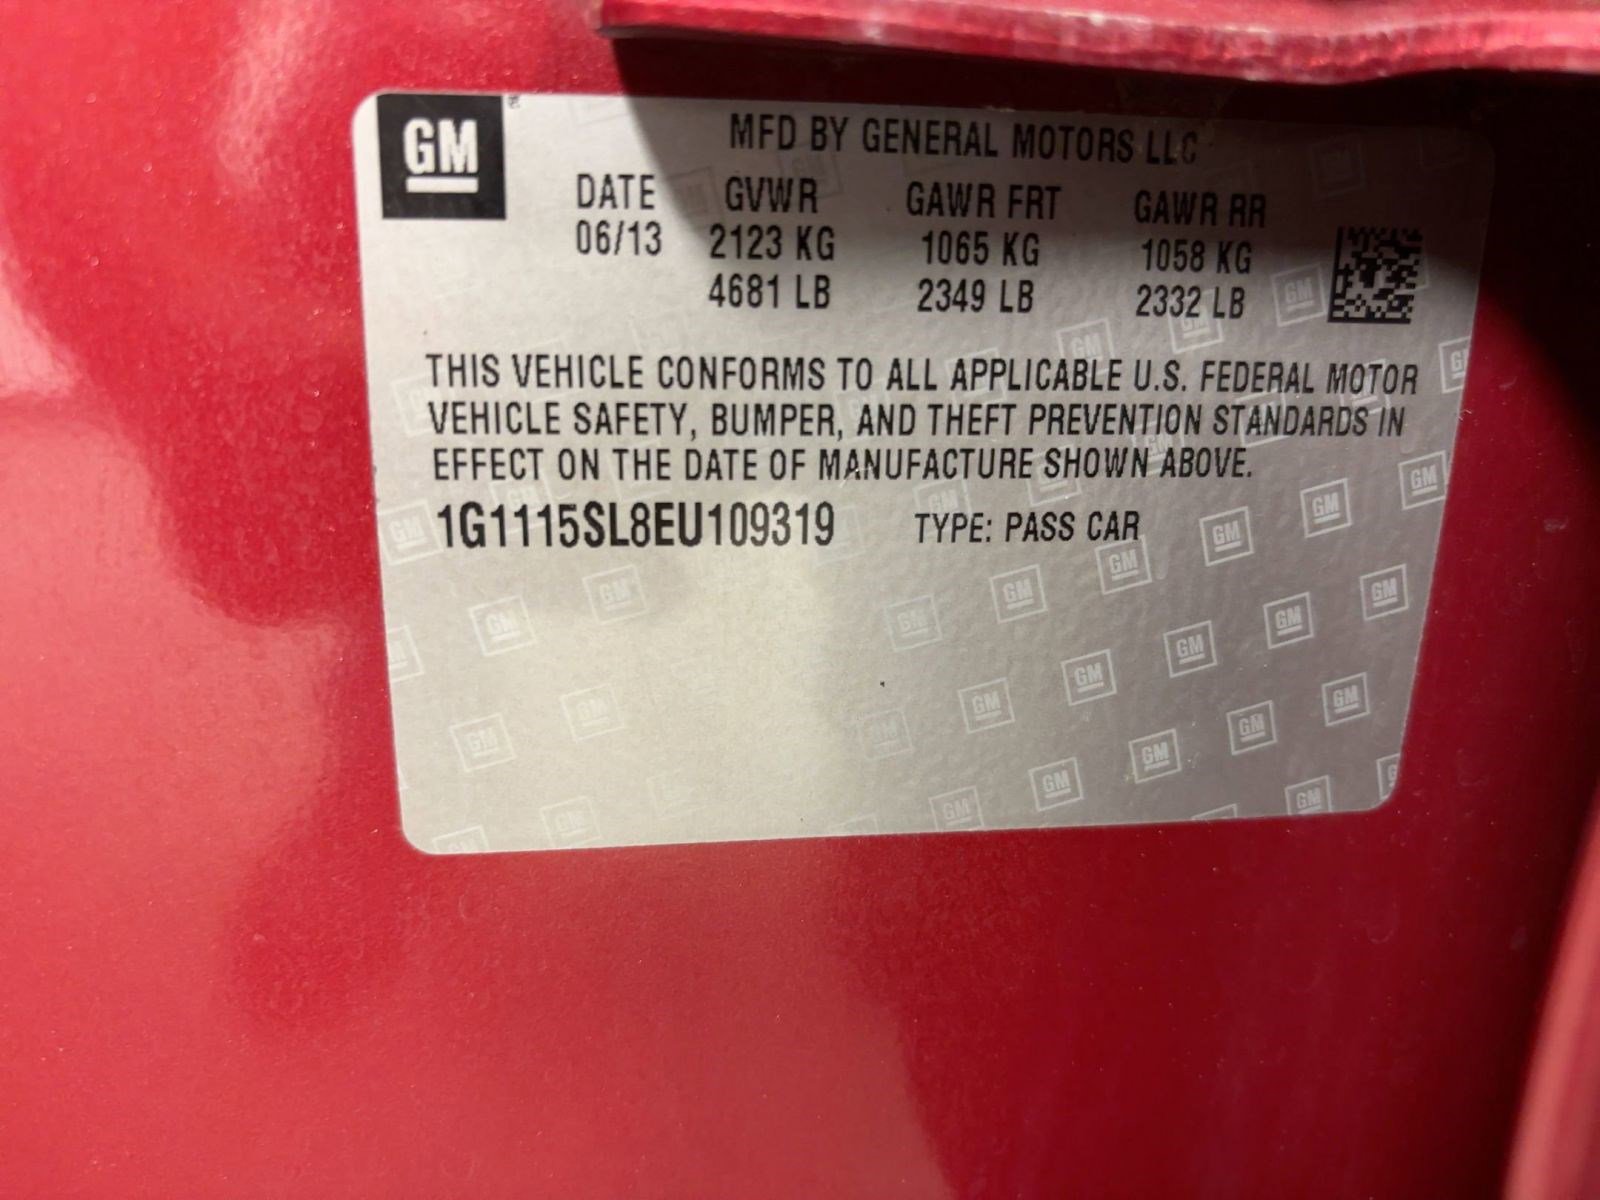 GM
MFD BY GENERAL MOTORS LLC
DATE GVWR GAWR FRT GAWR RR
06/13 2123 KG 1065 KG 1058 KG
4681 LB 2349 LB 2332 LB
THIS VEHICLE CONFORMS TO ALL APPLICABLE U.S. FEDERAL MOTOR
VEHICLE SAFETY, BUMPER, AND THEFT PREVENTION STANDARDS IN
EFFECT ON THE DATE OF MANUFACTURE SHOWN ABOVE.
1G1115SL8EU109319 TYPE: PASS CAR